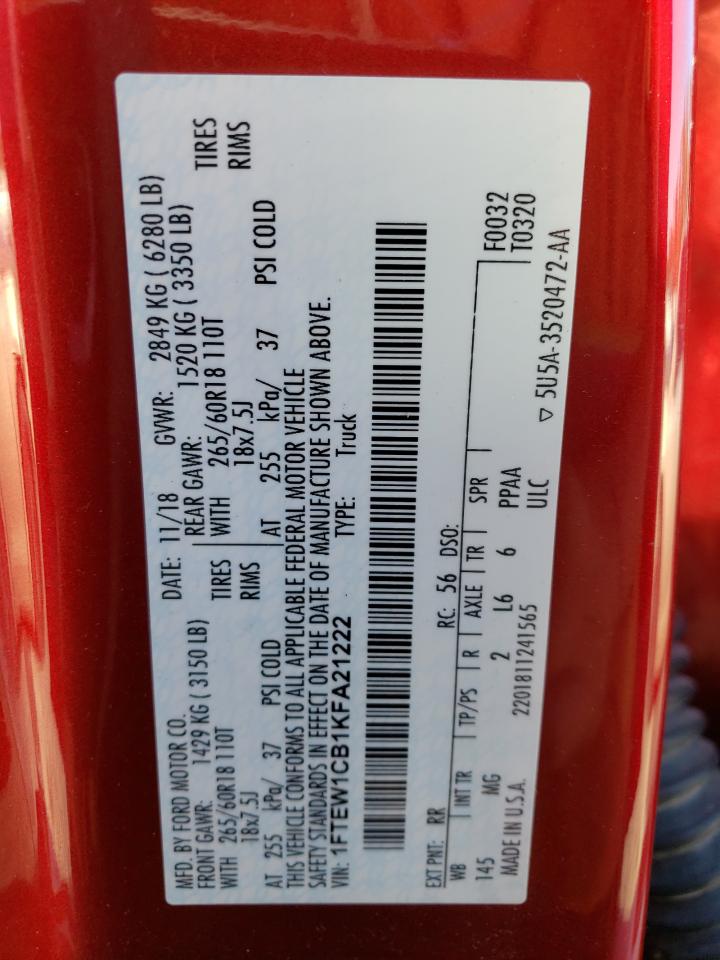 MFD. BY FORD MOTOR CO. DATE: 11/18 GVWR: 2849 KG ( 6280 LB)
FRONT GAWR: 1429 KG ( 3150 LB) REAR GAWR: 1520 KG ( 3350 LB)
WITH 265/60R18 110T TIRES WITH 265/60R18 110T TIRES
18x7.5J RIMS 18x7.5J RIMS
AT 255 kPa/ 37 PSI COLD AT 255 kPa/ 37 PSI COLD
THIS VEHICLE CONFORMS TO ALL APPLICABLE FEDERAL MOTOR VEHICLE
SAFETY STANDARDS IN EFFECT ON THE DATE OF MANUFACTURE SHOWN ABOVE.
VIN: 1FTEW1CB1KFA21222 TYPE: Truck
EXT PNT: RR RC: 56 DSO:
WB INT TR TP/PS R AXLE TR SPR F0032
145 MG 2 L6 6 PPAA T0320
MADE IN U.S.A. 2201811241565 ULC
▽ 5U5A-3520472-AA